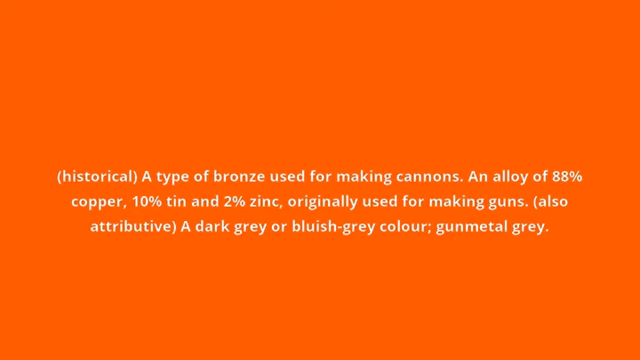 (historical) A type of bronze used for making cannons. An alloy of 88%
copper, 10% tin and 2% zinc, originally used for making guns. (also
attributive) A dark grey or bluish-grey colour; gunmetal grey.